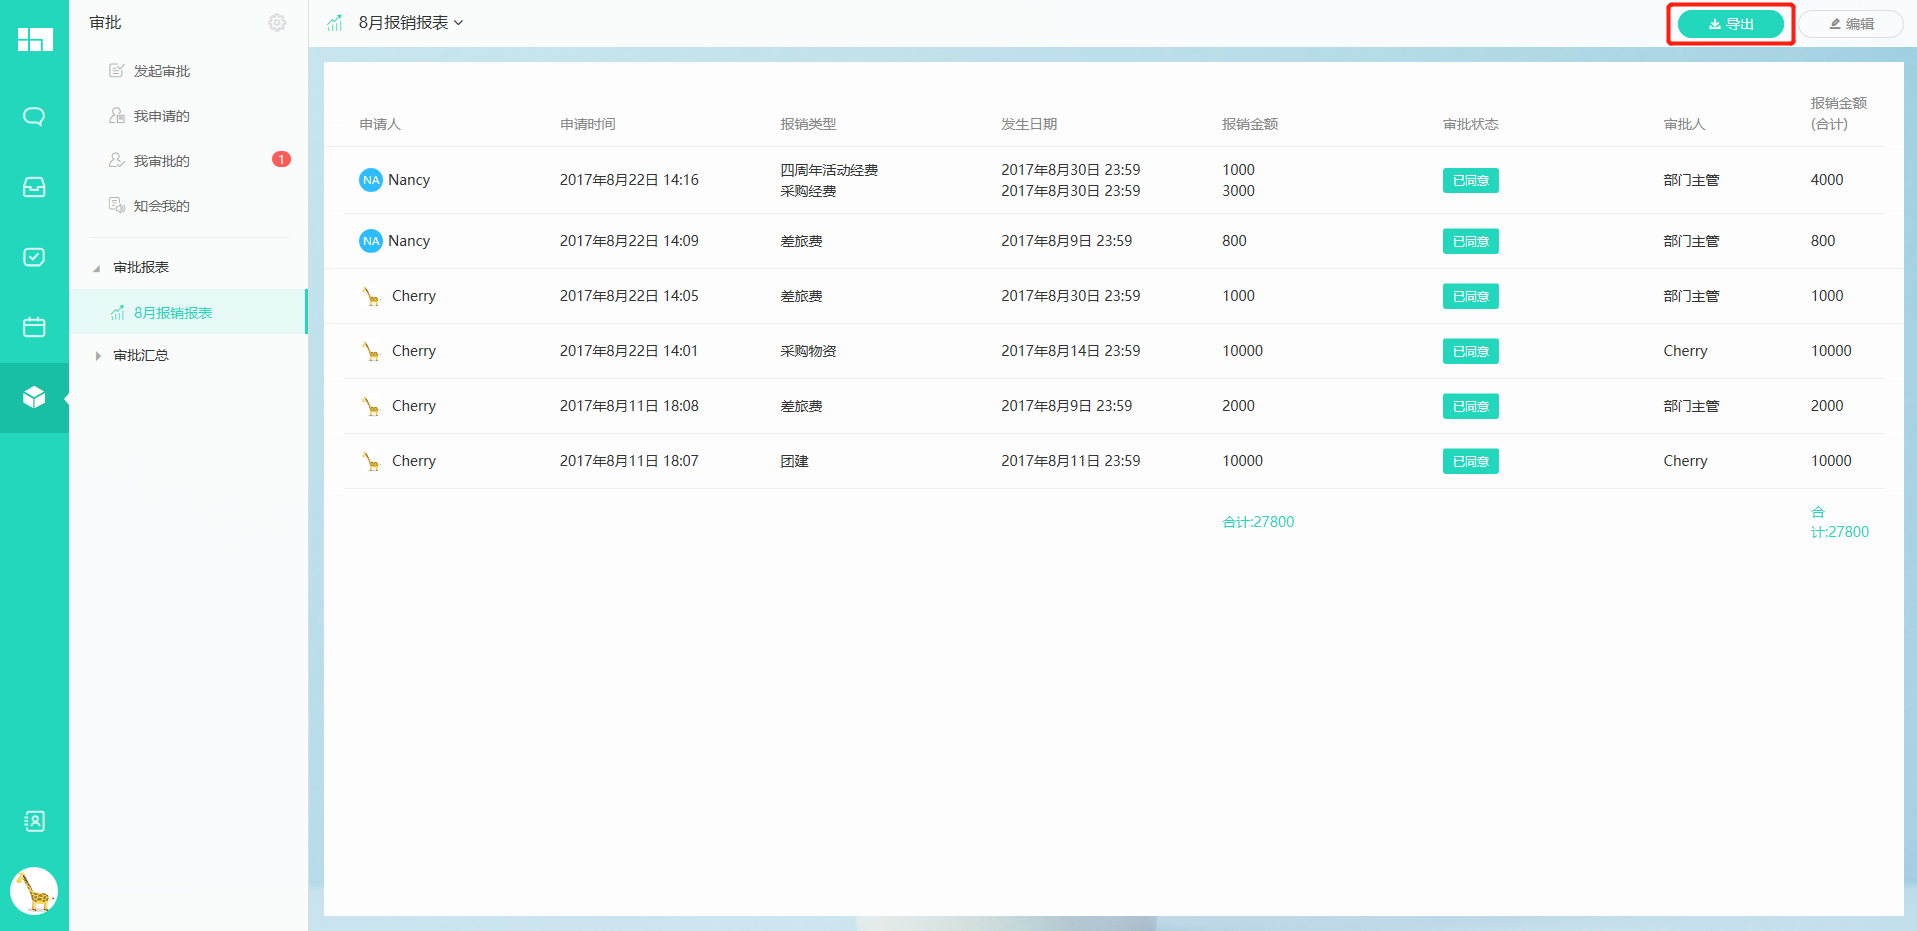 审批
发起审批
我申请的
我审批的 1
知会我的
审批报表
8月报销报表
审批汇总
8月报销报表
导出
编辑
申请人 申请时间 报销类型 发生日期 报销金额 审批状态 审批人 报销金额
(合计)
NA Nancy 2017年8月22日 14:16 四周年活动经费 2017年8月30日 23:59 1000 已同意 部门主管 4000
采购经费 2017年8月30日 23:59 3000
NA Nancy 2017年8月22日 14:09 差旅费 2017年8月9日 23:59 800 已同意 部门主管 800
Cherry 2017年8月22日 14:05 差旅费 2017年8月30日 23:59 1000 已同意 部门主管 1000
Cherry 2017年8月22日 14:01 采购物资 2017年8月14日 23:59 10000 已同意 Cherry 10000
Cherry 2017年8月11日 18:08 差旅费 2017年8月9日 23:59 2000 已同意 部门主管 2000
Cherry 2017年8月11日 18:07 团建 2017年8月11日 23:59 10000 已同意 Cherry 10000
合计:27800
合
计:27800